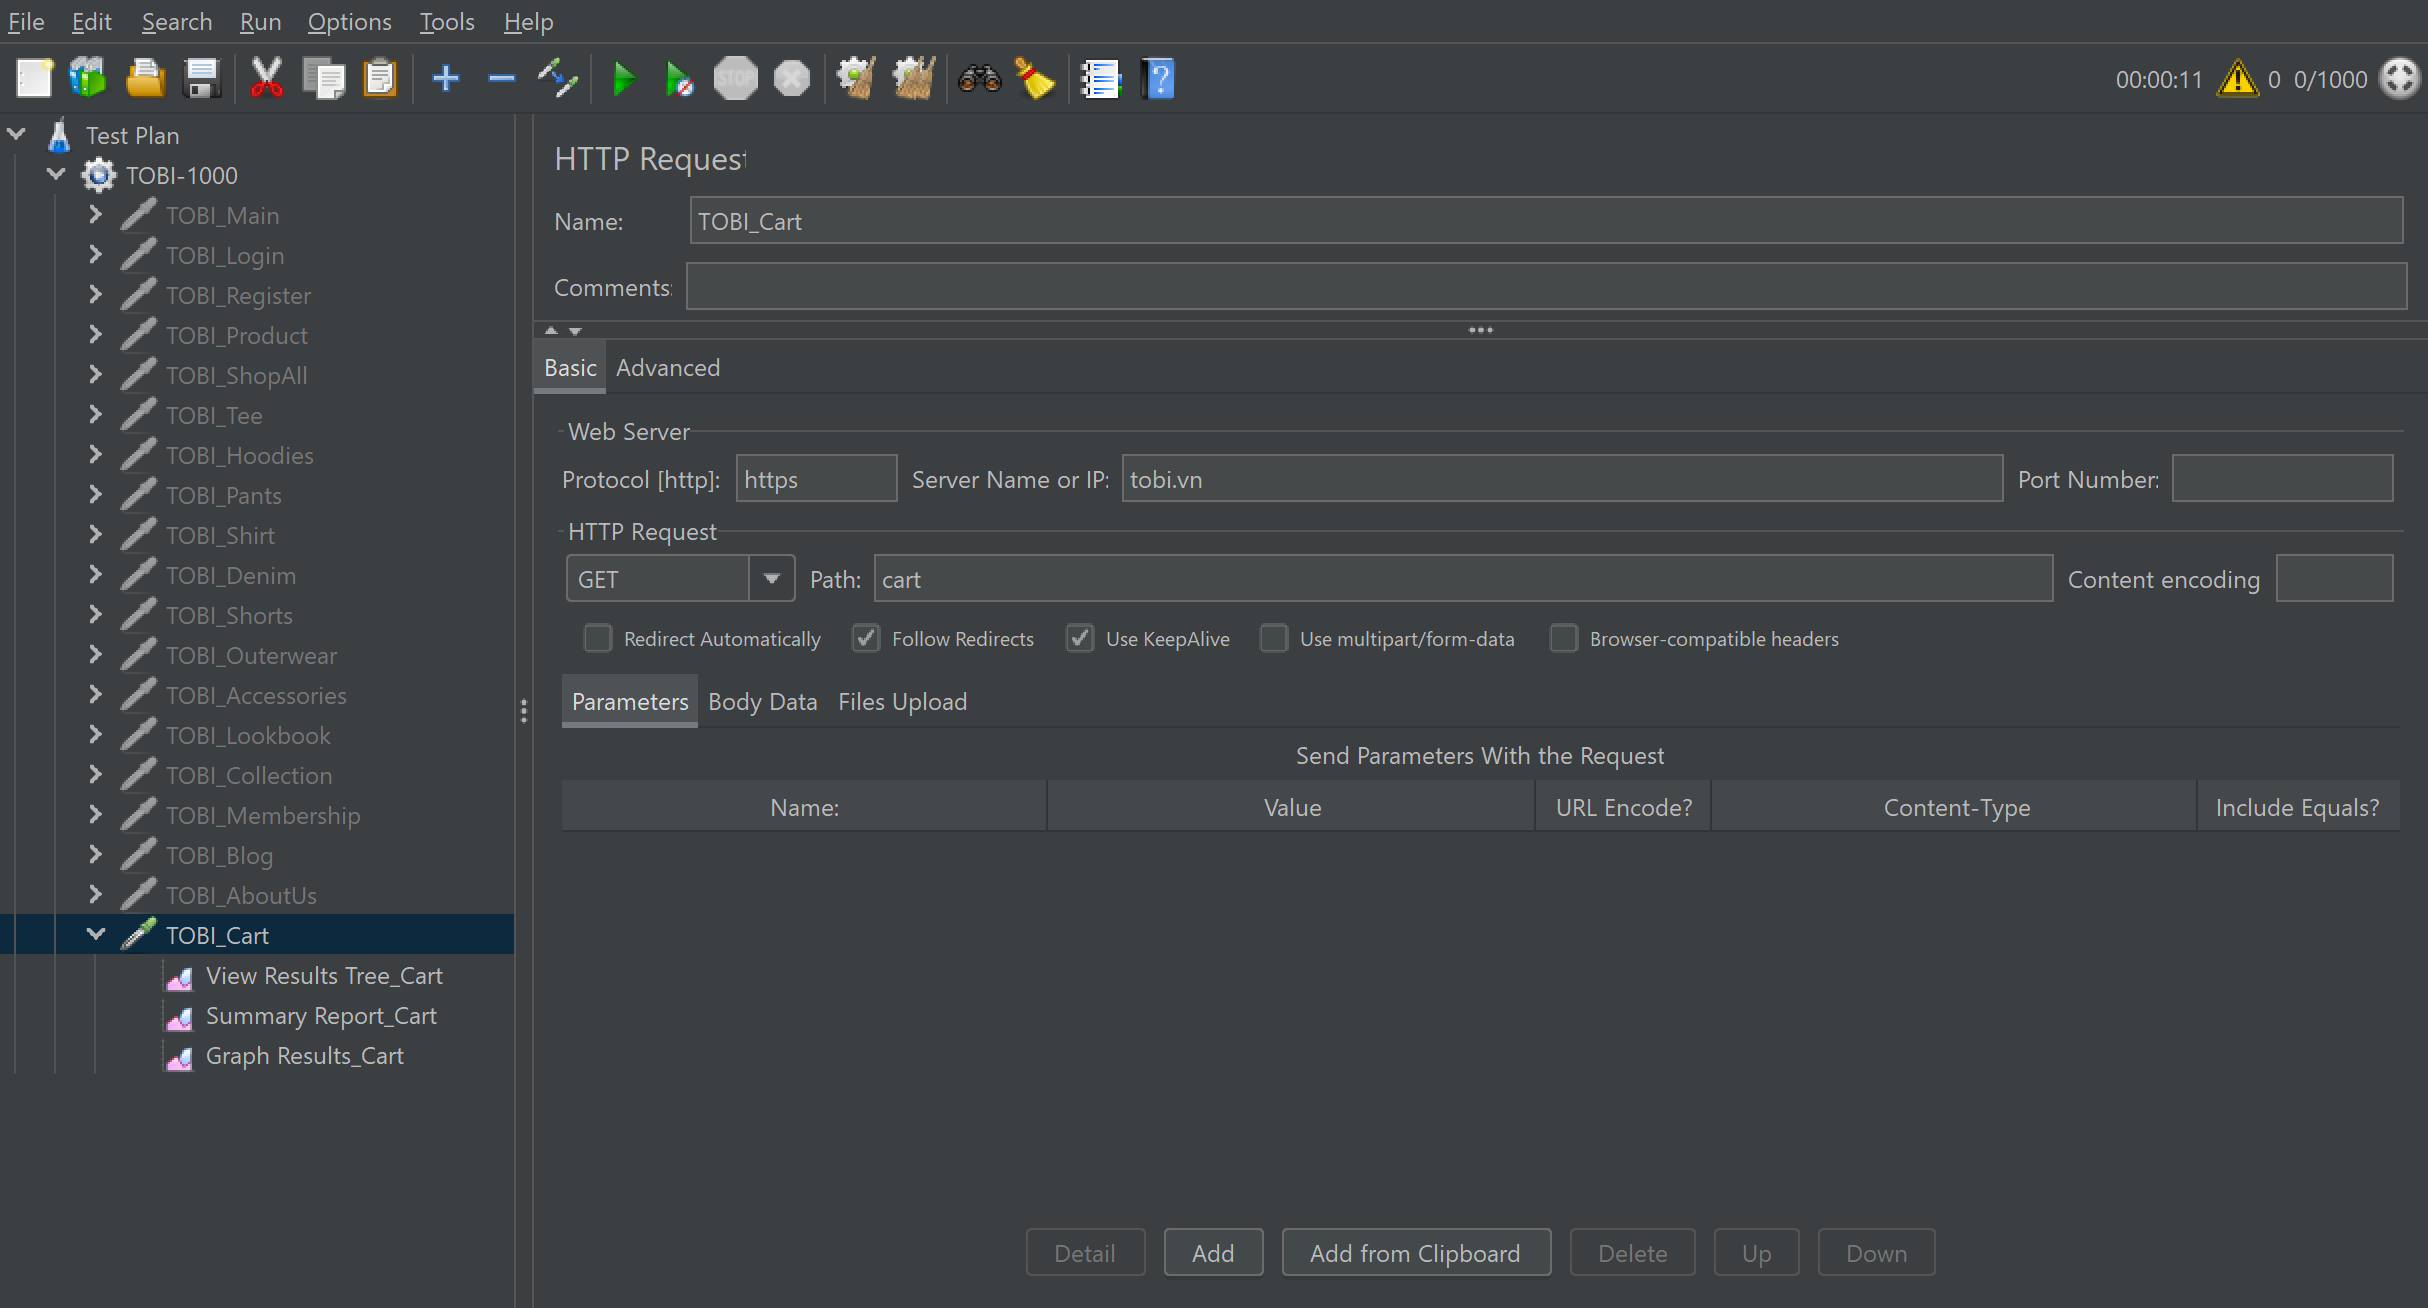 File Edit Search Run Options Tools Help
STOP
00:00:11 0 0/1000
Test Plan
TOBI-1000
TOBI_Main
TOBI_Login
TOBI_Register
TOBI_Product
TOBI_ShopAll
TOBI_Tee
TOBI_Hoodies
TOBI_Pants
TOBI_Shirt
TOBI_Denim
TOBI_Shorts
TOBI_Outerwear
TOBI_Accessories
TOBI_Lookbook
TOBI_Collection
TOBI_Membership
TOBI_Blog
TOBI_AboutUs
TOBI_Cart
View Results Tree_Cart
Summary Report_Cart
Graph Results_Cart
HTTP Request
Name: TOBI_Cart
Comments:
Basic Advanced
Web Server
Protocol [http]: https Server Name or IP: tobi.vn Port Number:
HTTP Request
GET Path: cart Content encoding
Redirect Automatically Follow Redirects Use KeepAlive Use multipart/form-data Browser-compatible headers
Parameters Body Data Files Upload
Send Parameters With the Request
Name: Value URL Encode? Content-Type Include Equals?
Detail Add Add from Clipboard Delete Up Down